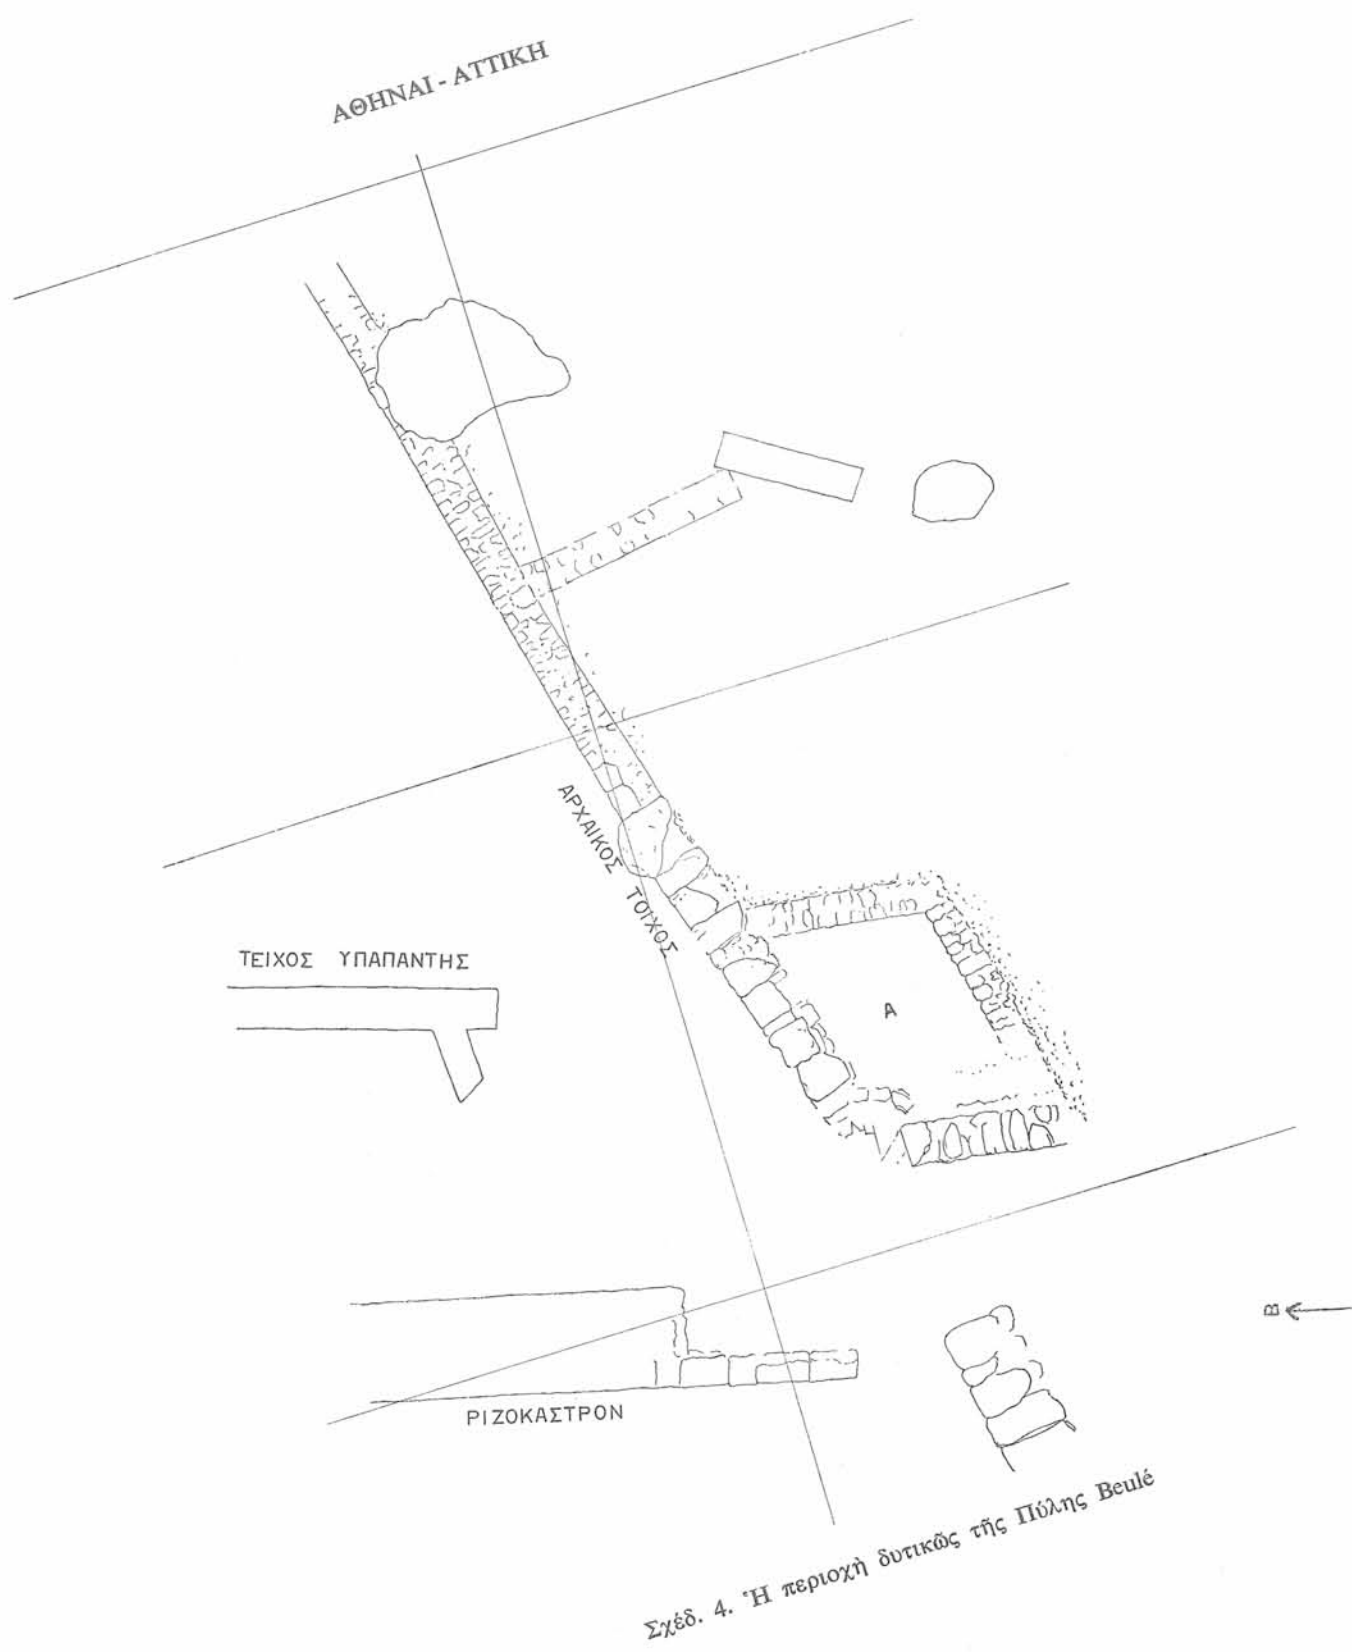 ΑΘΗΝΑΙ - ΑΤΤΙΚΗ
ΑΡΧΑΙΚΟΣ ΤΟΙΧΟΣ
ΤΕΙΧΟΣ ΥΠΑΠΑΝΤΗΣ
Α
Β
ΡΙΖΟΚΑΣΤΡΟΝ
Σχέδ. 4. Ἡ περιοχὴ δυτικῶς τῆς Πύλης Beulé